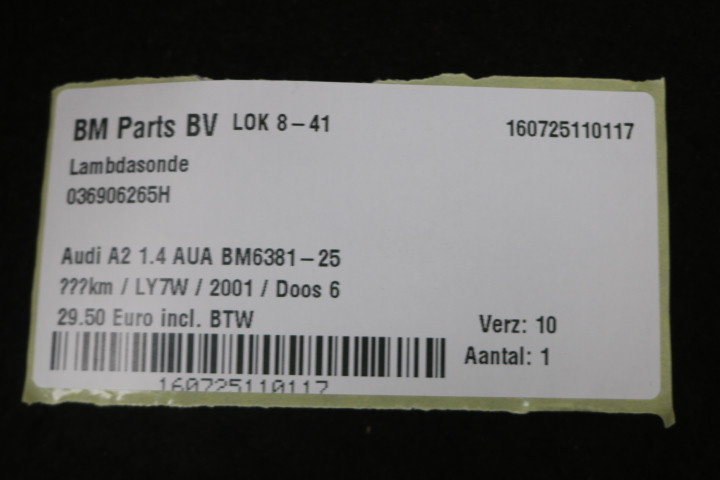 BM Parts BV LOK 8-41 160725110117
Lambdasonde
036906265H
Audi A2 1.4 AUA BM6381-25
???km / LY7W / 2001 / Doos 6
29.50 Euro incl. BTW Verz: 10
Aantal: 1
160725110117